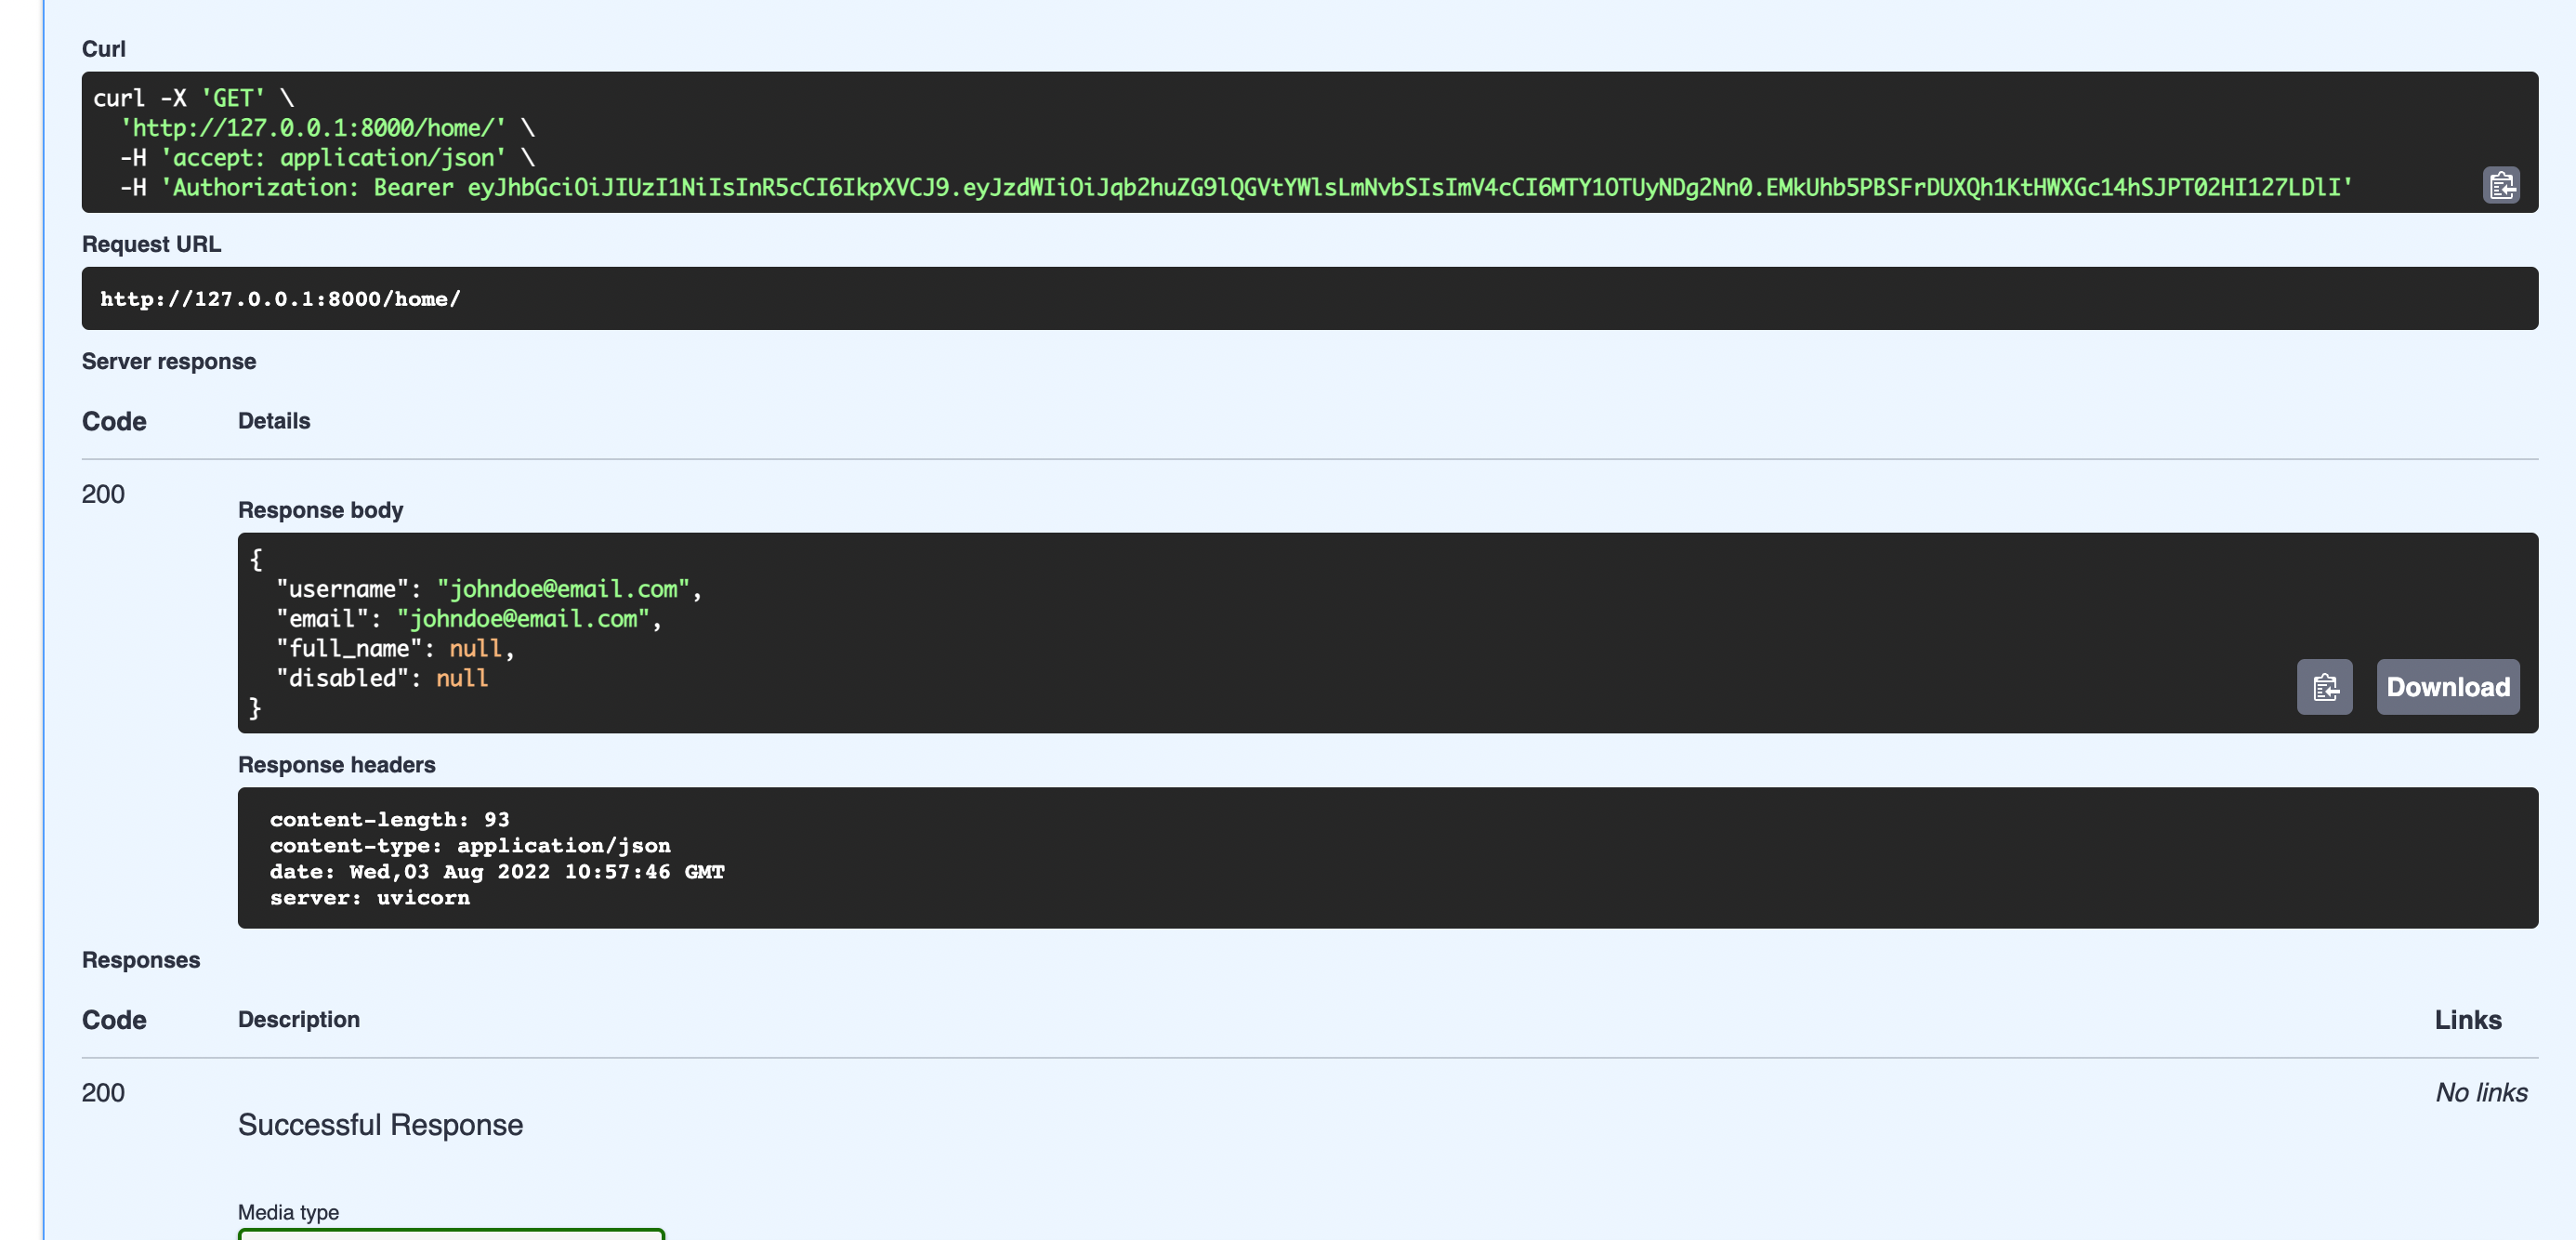 Curl
curl -X 'GET' \
'http://127.0.0.1:8000/home/' \
-H 'accept: application/json' \
-H 'Authorization: Bearer eyJhbGciOiJIUzI1NiIsInR5cCI6IkpXVCJ9.eyJzdWIiOiJqb2huZG9lQGVtYWlsLmNvbSIsImV4cCI6MTY1OTUyNDg2Nn0.EMkUhb5PBSFrDUXQh1KtHWXGc14hSJPT02HI127LDlI'
Request URL
http://127.0.0.1:8000/home/
Server response
Code Details
200
Response body
{
"username": "johndoe@email.com",
"email": "johndoe@email.com",
"full_name": null,
"disabled": null
}
Download
Response headers
content-length: 93
content-type: application/json
date: Wed,03 Aug 2022 10:57:46 GMT
server: uvicorn
Responses
Code Description Links
200
No links
Successful Response
Media type